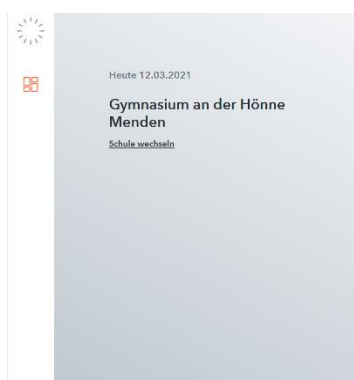 Heute 12.03.2021
Gymnasium an der Hönne
Menden
Schule wechseln